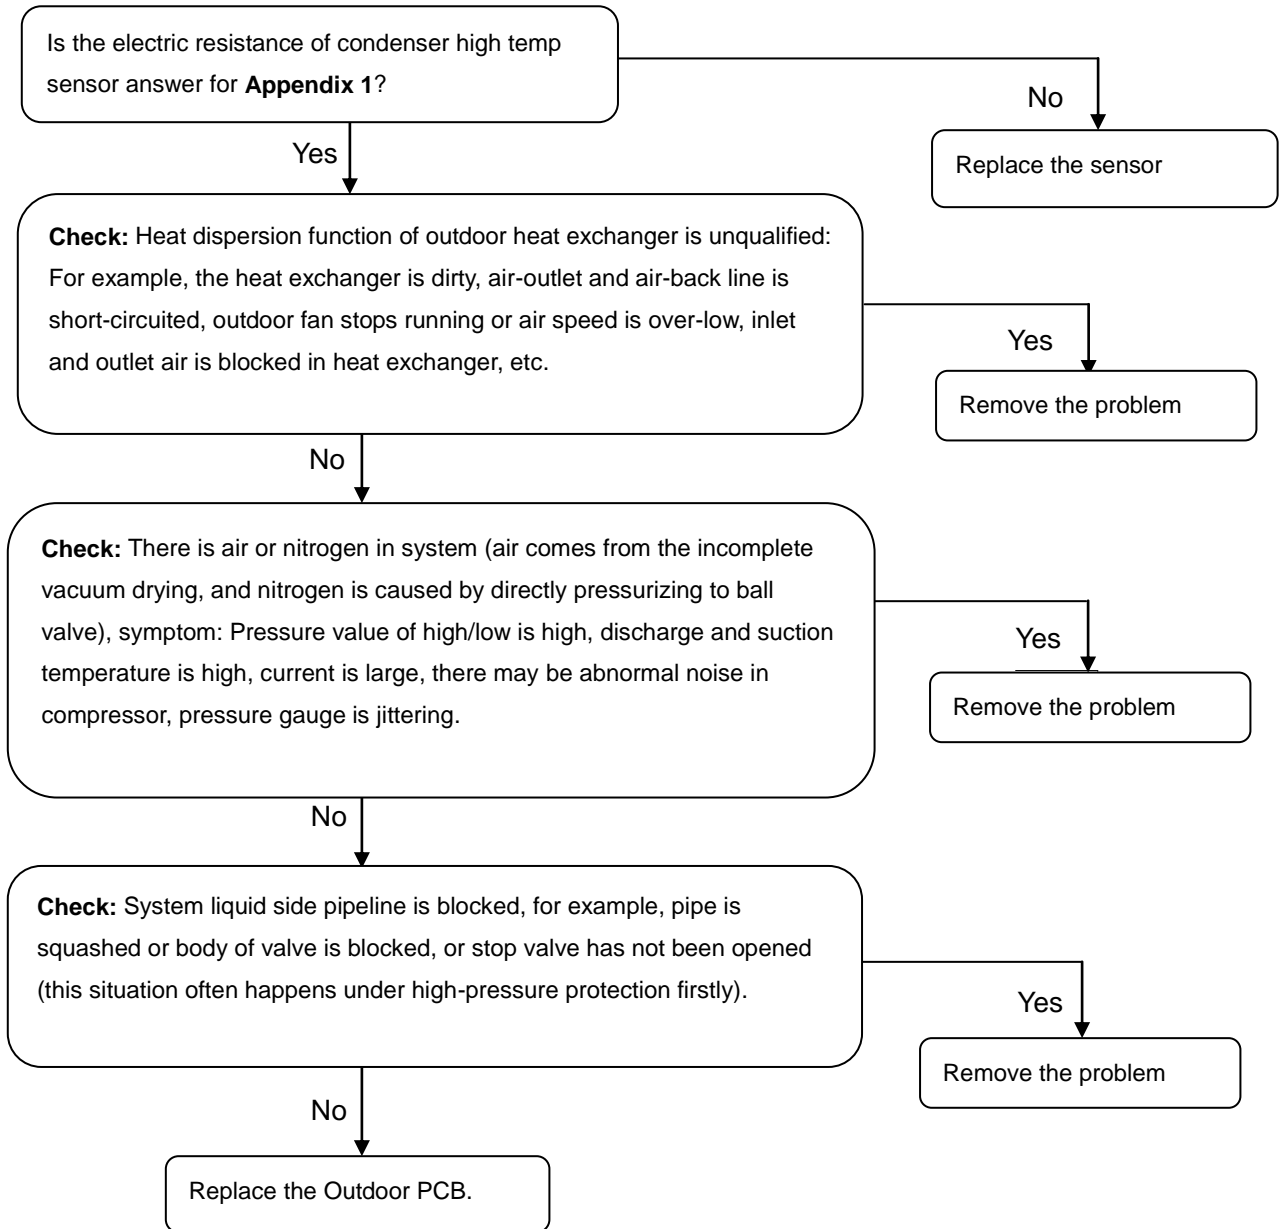 Is the electric resistance of condenser high temp
sensor answer for Appendix 1?
No
Replace the sensor
Yes
Check: Heat dispersion function of outdoor heat exchanger is unqualified:
For example, the heat exchanger is dirty, air-outlet and air-back line is
short-circuited, outdoor fan stops running or air speed is over-low, inlet
and outlet air is blocked in heat exchanger, etc.
Yes
Remove the problem
No
Check: There is air or nitrogen in system (air comes from the incomplete
vacuum drying, and nitrogen is caused by directly pressurizing to ball
valve), symptom: Pressure value of high/low is high, discharge and suction
temperature is high, current is large, there may be abnormal noise in
compressor, pressure gauge is jittering.
Yes
Remove the problem
No
Check: System liquid side pipeline is blocked, for example, pipe is
squashed or body of valve is blocked, or stop valve has not been opened
(this situation often happens under high-pressure protection firstly).
Yes
Remove the problem
No
Replace the Outdoor PCB.